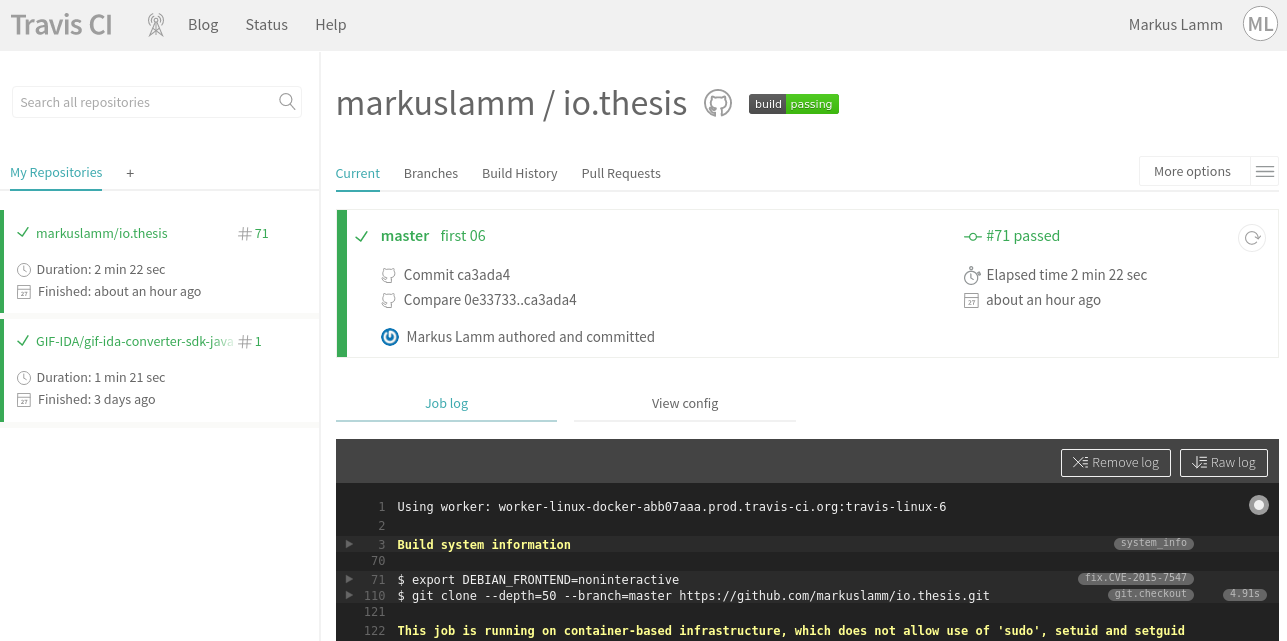 Travis CI Blog Status Help Markus Lamm ML
Search all repositories
My Repositories +
markuslamm/io.thesis # 71
Duration: 2 min 22 sec
27 Finished: about an hour ago
GIF-IDA/gif-ida-converter-sdk-java # 1
Duration: 1 min 21 sec
27 Finished: 3 days ago
markuslamm / io.thesis build passing
Current Branches Build History Pull Requests More options
master first 06 #71 passed
Commit ca3ada4 Elapsed time 2 min 22 sec
Compare 0e33733..ca3ada4 27 about an hour ago
Markus Lamm authored and committed
Job log View config
Remove log Raw log
1 Using worker: worker-linux-docker-abb07aaa.prod.travis-ci.org:travis-linux-6
2
3 Build system information system_info
70
71 $ export DEBIAN_FRONTEND=noninteractive fix.CVE-2015-7547
110 $ git clone --depth=50 --branch=master https://github.com/markuslamm/io.thesis.git git.checkout 4.91s
121
122 This job is running on container-based infrastructure, which does not allow use of 'sudo', setuid and setguid